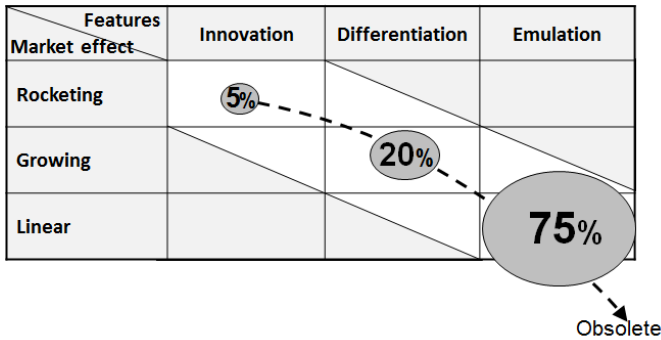 Features
Market effect
Innovation
Differentiation
Emulation
Rocketing
5%
Growing
20%
Linear
75%
Obsolete